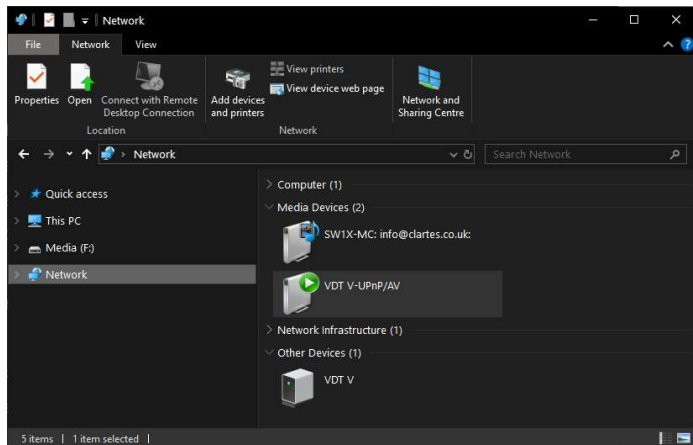 Network
File Network View
Properties
Open
Connect with Remote
Desktop Connection
Location
Add devices
and printers
View printers
View device web page
Network
Network and
Sharing Centre
Network
Search Network
Quick access
This PC
Media (F:)
Network
Computer (1)
Media Devices (2)
SW1X-MC: info@clartes.co.uk:
VDT V-UPnP/AV
Network Infrastructure (1)
Other Devices (1)
VDT V
5 items 1 item selected